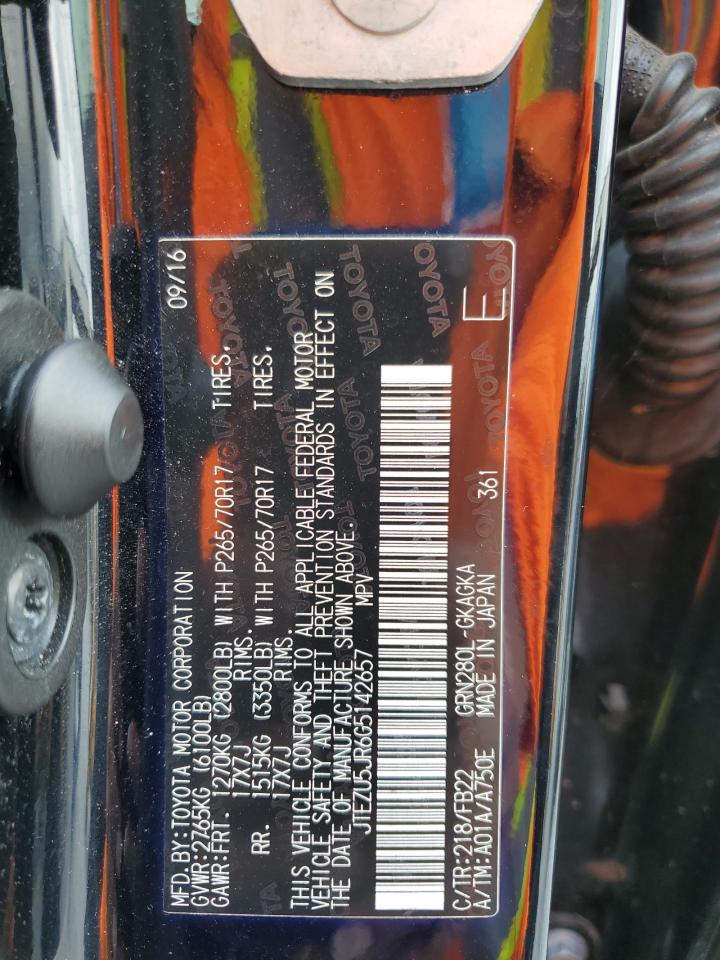 MFD.BY:TOYOTA MOTOR CORPORATION 09/16
GVWR:2765KG (6100LB)
GAWR:FRT. 1270KG (2800LB) WITH P265/70R17 TIRES,
17X7J RIMS.
RR. 1515KG (3350LB) WITH P265/70R17 TIRES,
17X7J RIMS.
THIS VEHICLE CONFORMS TO ALL APPLICABLE FEDERAL MOTOR
VEHICLE SAFETY AND THEFT PREVENTION STANDARDS IN EFFECT ON
THE DATE OF MANUFACTURE SHOWN ABOVE.
JTEZU5JR6G5142657 MPV
C/TR:218/FB22 GRN280L-GKAGKA
A/TM:A01A/A750E MADE IN JAPAN 361 E